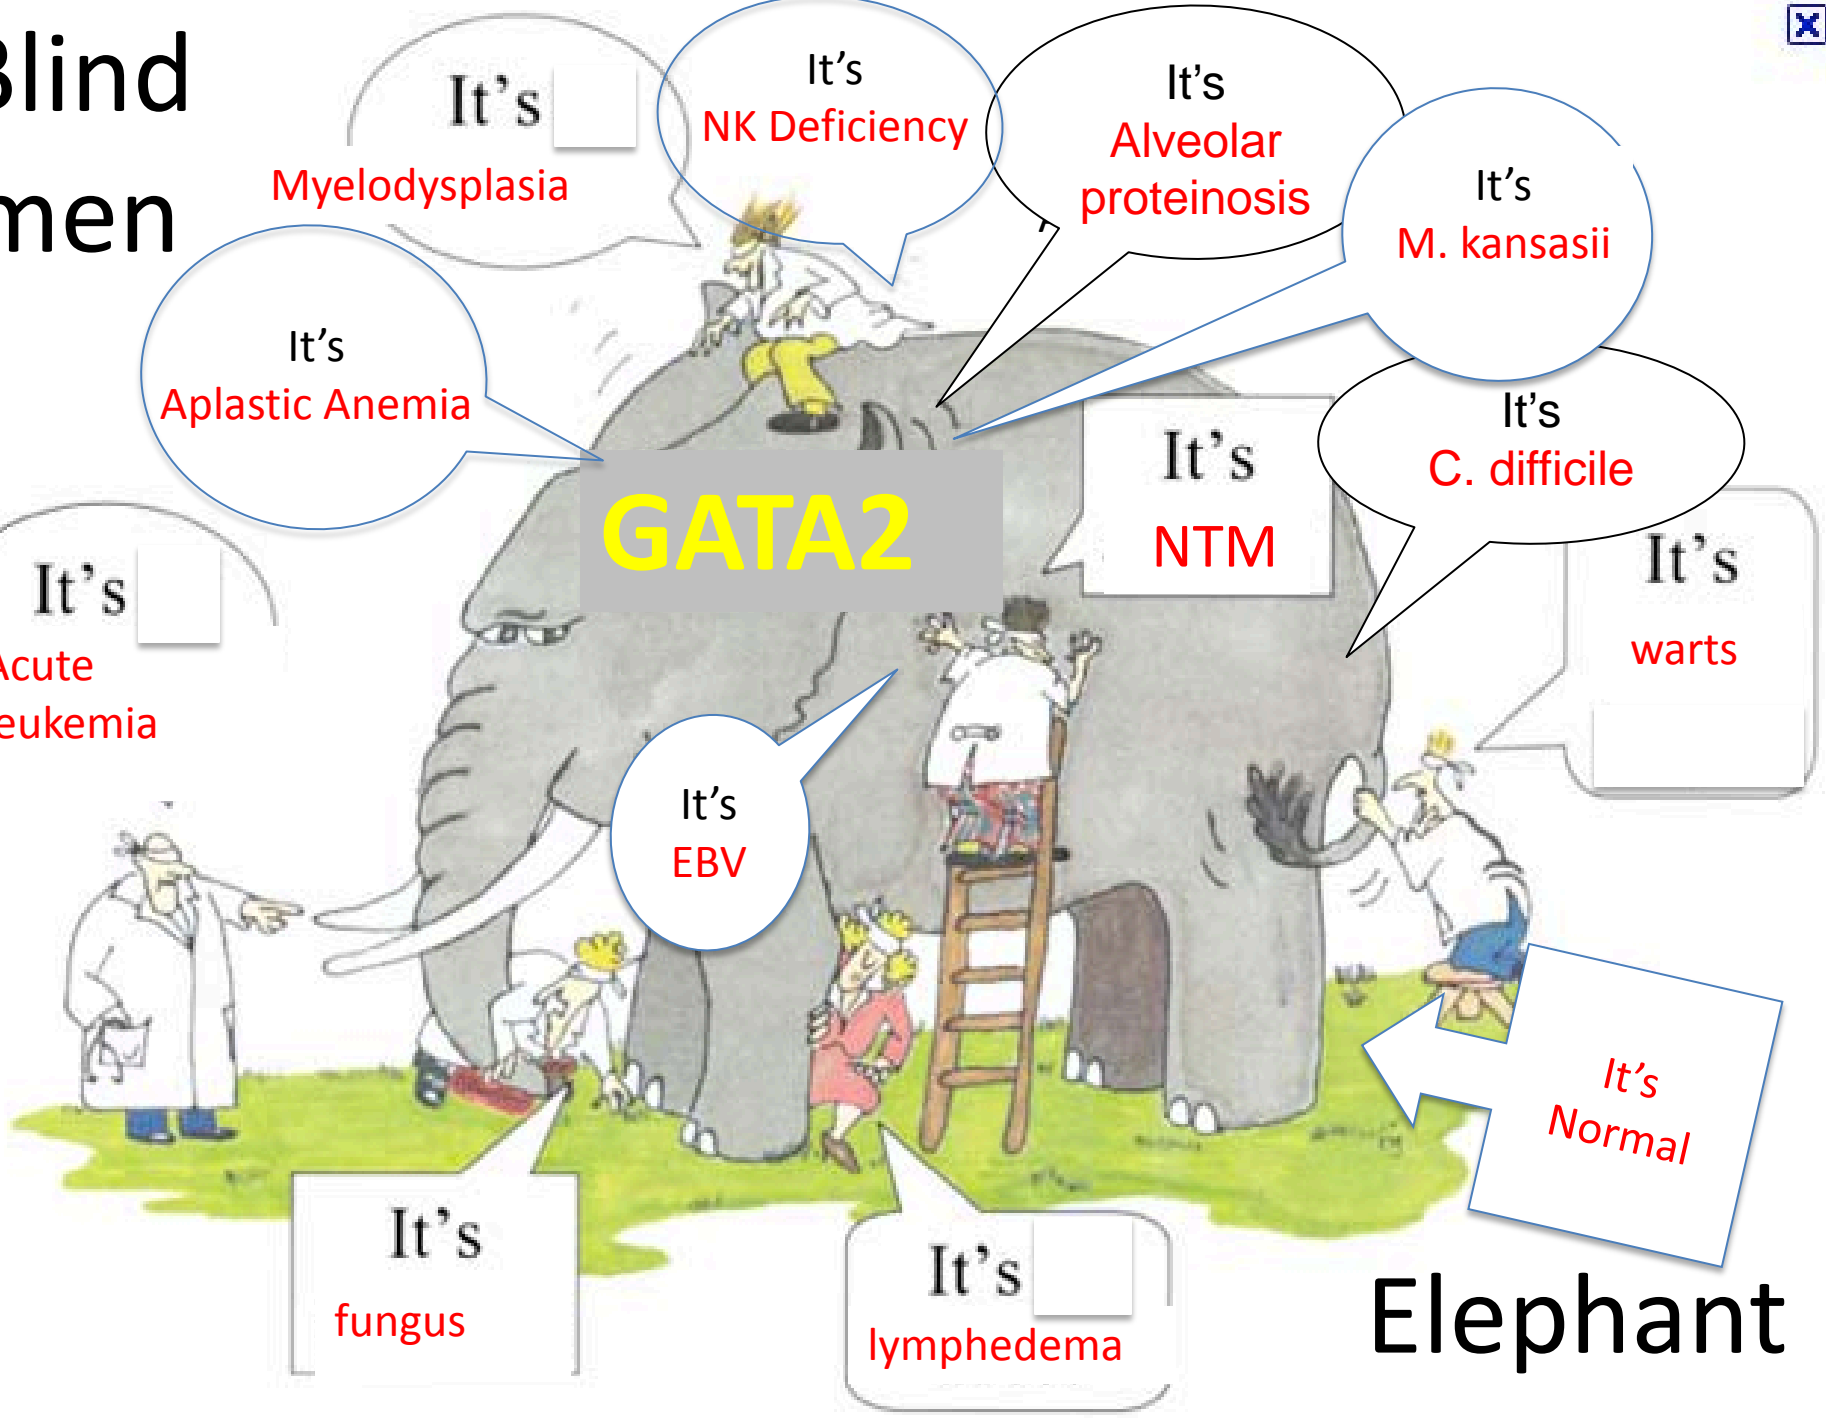 Blind
men
It's
Myelodysplasia
It's
NK Deficiency
It's
Alveolar
proteinosis
It's
M. kansasii
It's
Aplastic Anemia
It's
C. difficile
It's
NTM
GATA2
It's
warts
It's
Acute
leukemia
It's
EBV
It's
Normal
It's
fungus
It's
lymphedema
Elephant